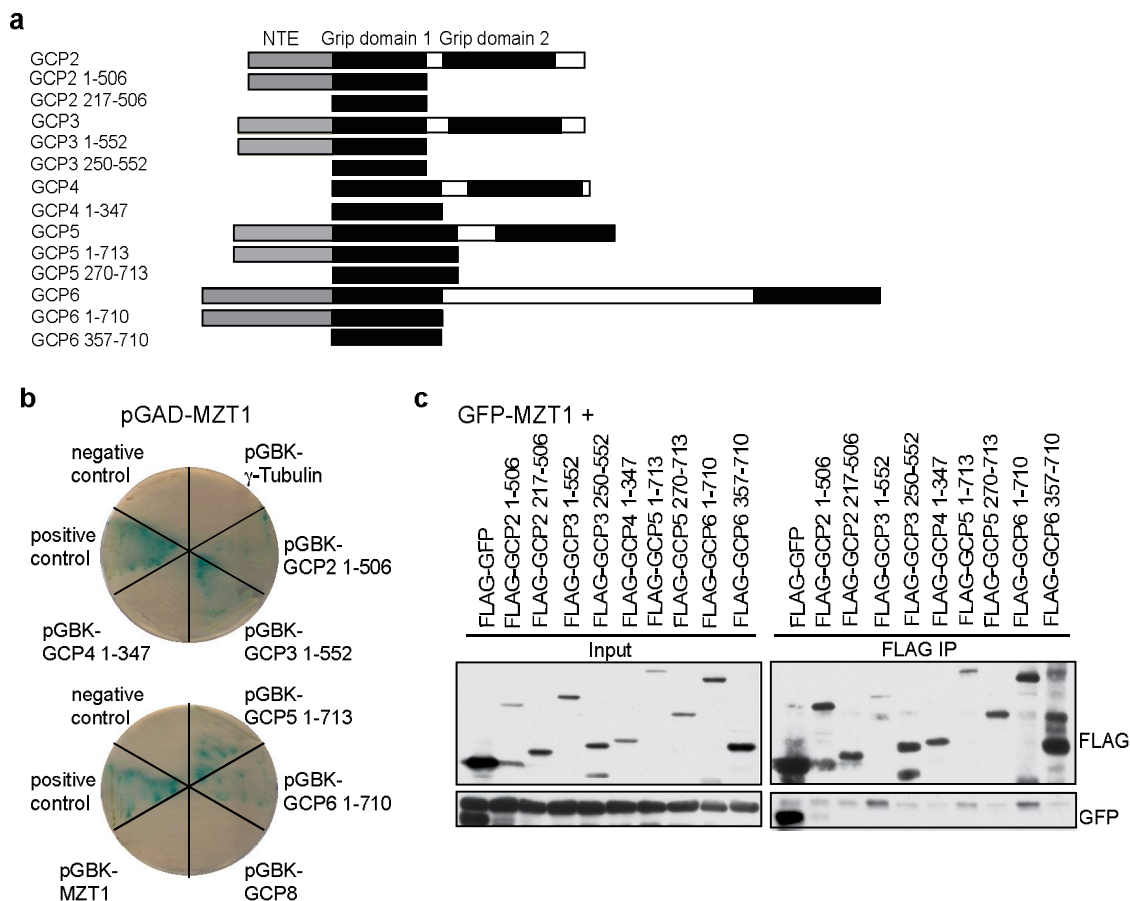 a
NTE Grip domain 1 Grip domain 2
GCP2
GCP2 1-506
GCP2 217-506
GCP3
GCP3 1-552
GCP3 250-552
GCP4
GCP4 1-347
GCP5
GCP5 1-713
GCP5 270-713
GCP6
GCP6 1-710
GCP6 357-710
b
pGAD-MZT1
negative
control
pGBK-
γ-Tubulin
positive
control
pGBK-
GCP2 1-506
pGBK-
GCP4 1-347
pGBK-
GCP3 1-552
negative
control
pGBK-
GCP5 1-713
positive
control
pGBK-
GCP6 1-710
pGBK-
MZT1
pGBK-
GCP8
c
GFP-MZT1 +
FLAG-GFP
FLAG-GCP2 1-506
FLAG-GCP2 217-506
FLAG-GCP3 1-552
FLAG-GCP3 250-552
FLAG-GCP4 1-347
FLAG-GCP5 1-713
FLAG-GCP5 270-713
FLAG-GCP6 1-710
FLAG-GCP6 357-710
FLAG-GFP
FLAG-GCP2 1-506
FLAG-GCP2 217-506
FLAG-GCP3 1-552
FLAG-GCP3 250-552
FLAG-GCP4 1-347
FLAG-GCP5 1-713
FLAG-GCP5 270-713
FLAG-GCP6 1-710
FLAG-GCP6 357-710
Input
FLAG IP
FLAG
GFP